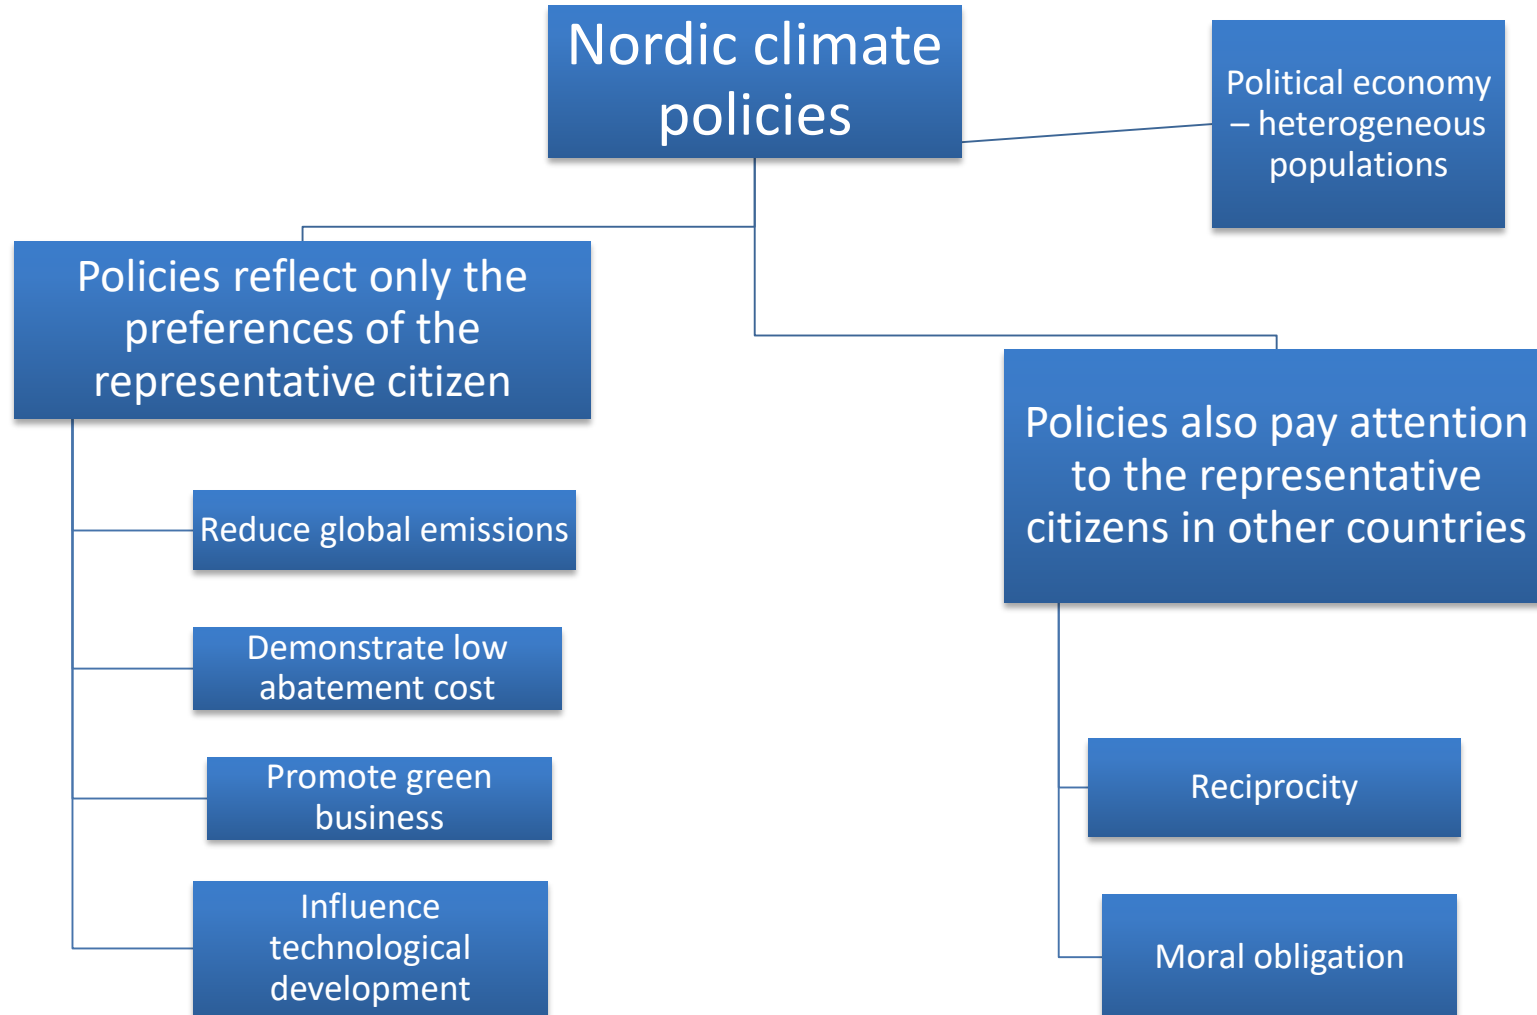 Nordic climate
policies
Political economy
– heterogeneous
populations
Policies reflect only the
preferences of the
representative citizen
Reduce global emissions
Demonstrate low
abatement cost
Promote green
business
Influence
technological
development
Policies also pay attention
to the representative
citizens in other countries
Reciprocity
Moral obligation